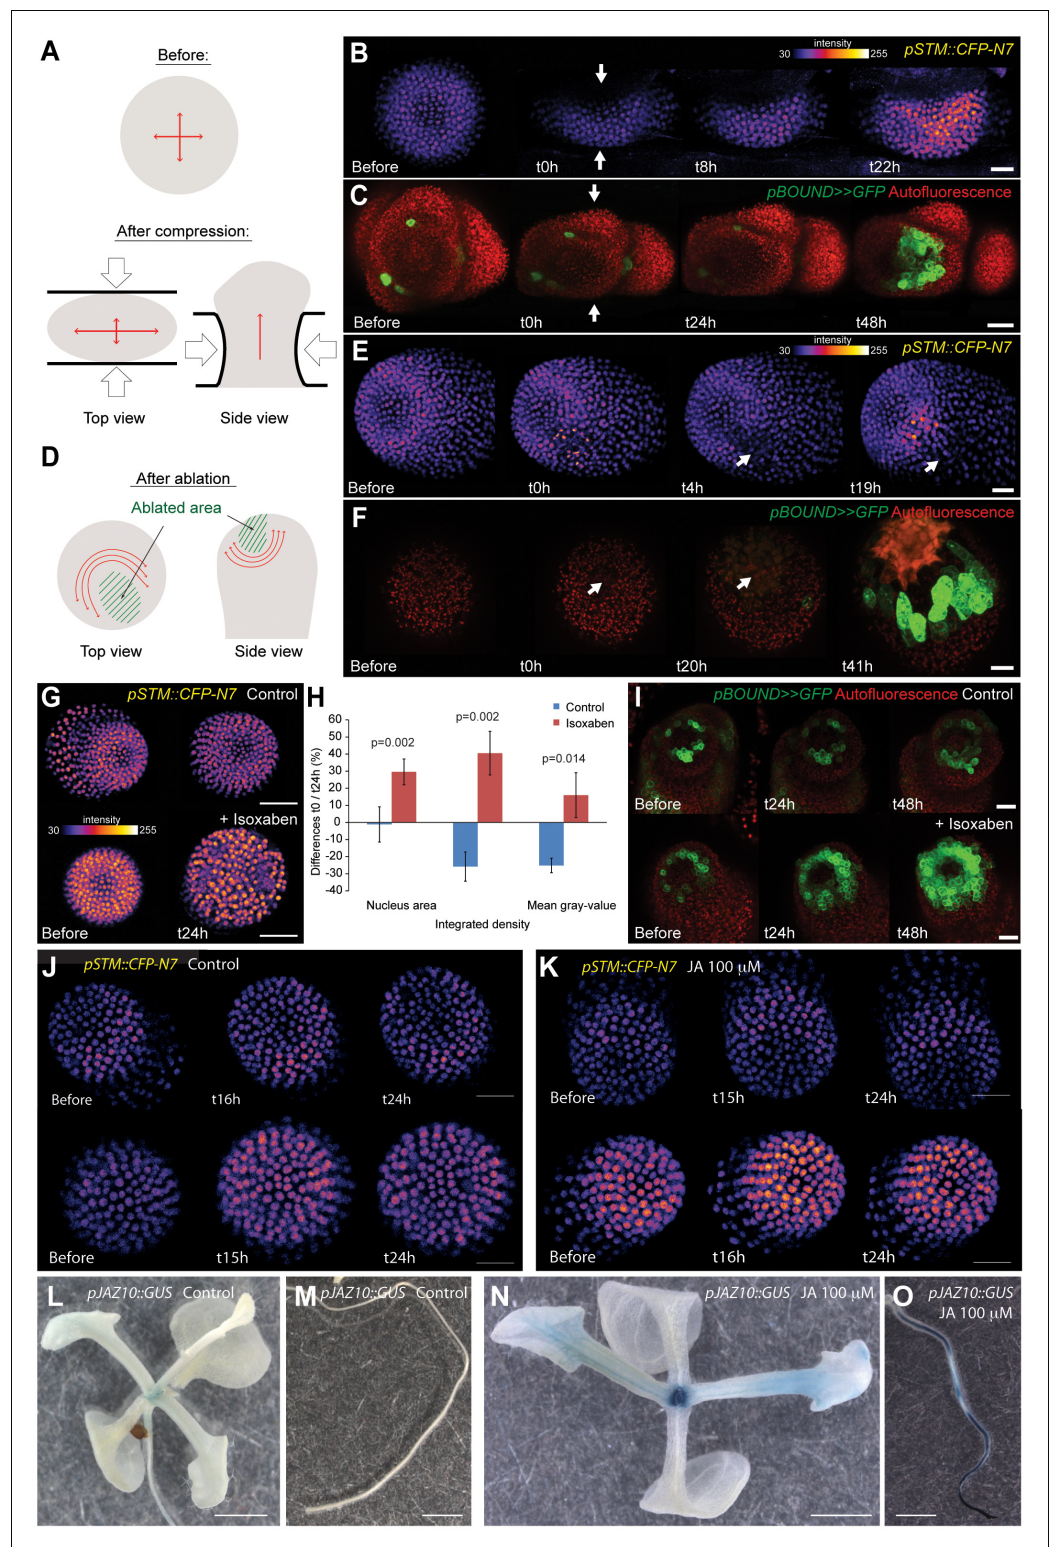 A
Before:
After compression:
Top view
Side view
B
intensity
30
255
pSTM::CFP-N7
Before
t0h
t8h
t22h
C
pBOUND>>GFP Autofluorescence
Before
t0h
t24h
t48h
D
After ablation
Ablated area
Top view
Side view
E
intensity
30
255
pSTM::CFP-N7
Before
t0h
t4h
t19h
F
pBOUND>>GFP Autofluorescence
Before
t0h
t20h
t41h
G
pSTM::CFP-N7 Control
intensity
30
255
+ Isoxaben
Before
t24h
H
Control
Isoxaben
Differences t0 / t24h (%)
60
50
40
30
20
10
0
-10
-20
-30
-40
p=0.002
p=0.002
p=0.014
Nucleus area
Integrated density
Mean gray-value
I
pBOUND>>GFP Autofluorescence Control
Before
t24h
t48h
+ Isoxaben
Before
t24h
t48h
J
pSTM::CFP-N7 Control
Before
t16h
t24h
Before
t15h
t24h
K
pSTM::CFP-N7 JA 100 µM
Before
t15h
t24h
Before
t16h
t24h
L
pJAZ10::GUS Control
M
pJAZ10::GUS Control
N
pJAZ10::GUS JA 100 µM
O
pJAZ10::GUS
JA 100 µM